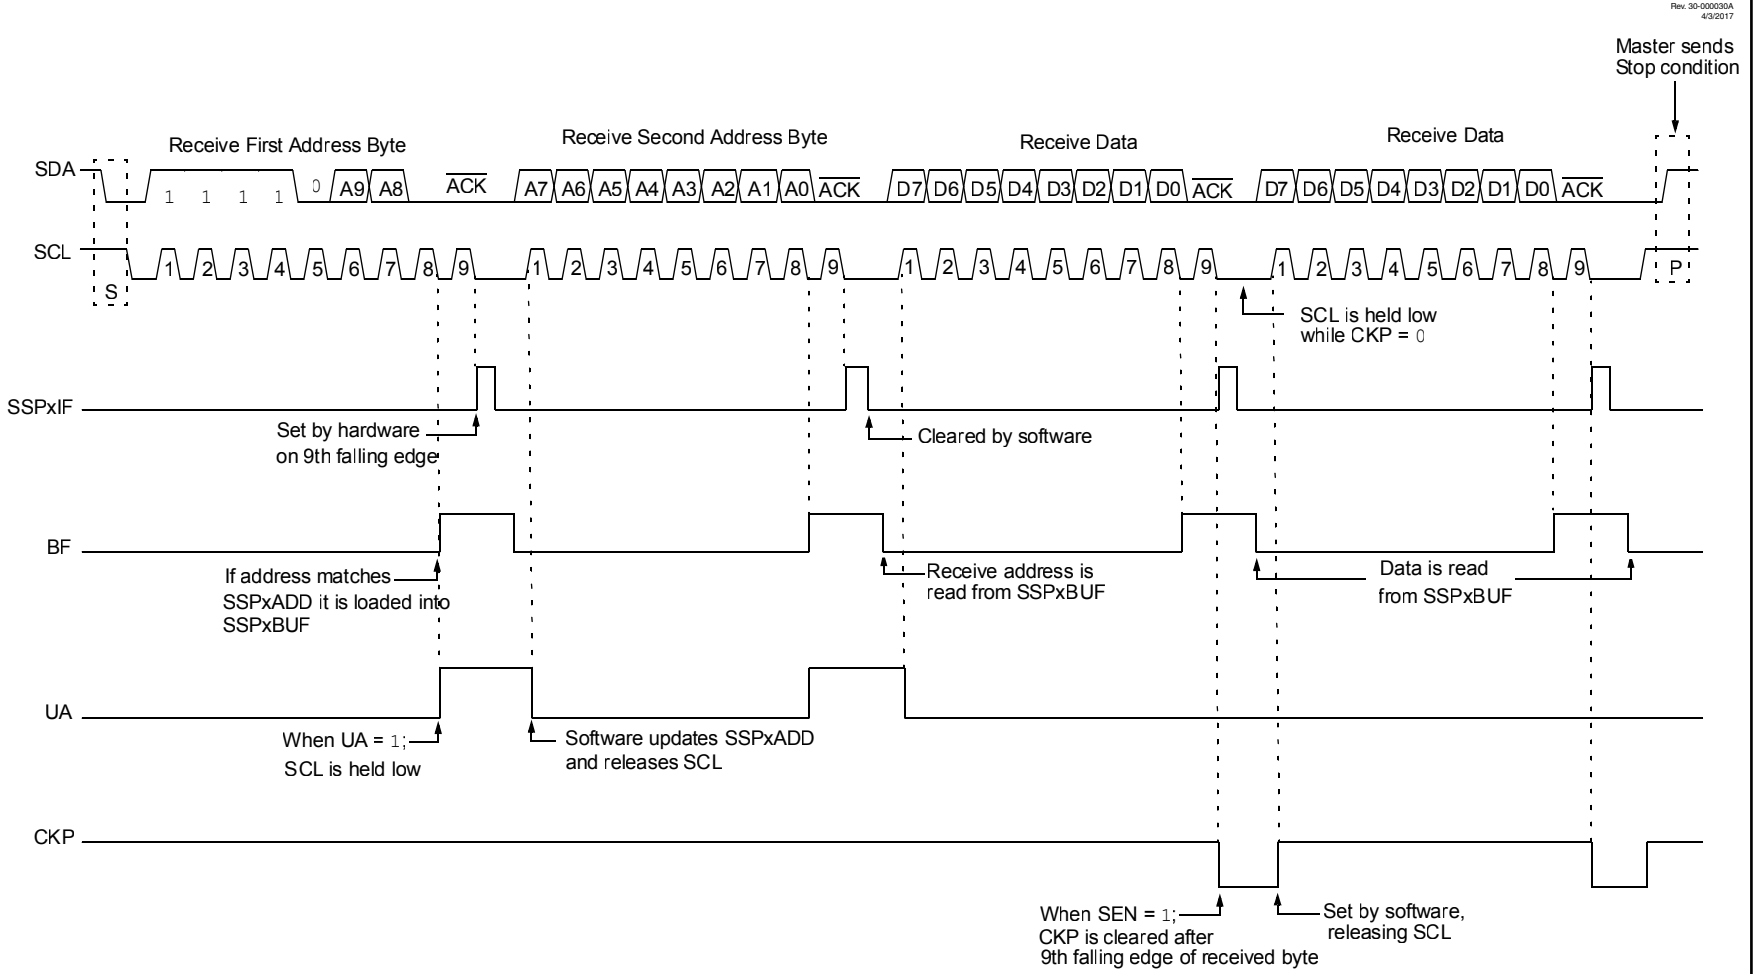 Rev. 30-000030A
4/3/2017
Master sends
Stop condition
Receive First Address Byte
Receive Second Address Byte
Receive Data
Receive Data
SDA
1 1 1 1 0 A9 A8 ACK A7 A6 A5 A4 A3 A2 A1 A0 ACK D7 D6 D5 D4 D3 D2 D1 D0 ACK D7 D6 D5 D4 D3 D2 D1 D0 ACK
SCL
S
1 2 3 4 5 6 7 8 9 1 2 3 4 5 6 7 8 9 1 2 3 4 5 6 7 8 9 1 2 3 4 5 6 7 8 9 P
SCL is held low
while CKP = 0
SSPxIF
Set by hardware
on 9th falling edge
Cleared by software
BF
If address matches
SSPxADD it is loaded into
SSPxBUF
Receive address is
read from SSPxBUF
Data is read
from SSPxBUF
UA
When UA = 1;
SCL is held low
Software updates SSPxADD
and releases SCL
CKP
When SEN = 1;
CKP is cleared after
9th falling edge of received byte
Set by software,
releasing SCL